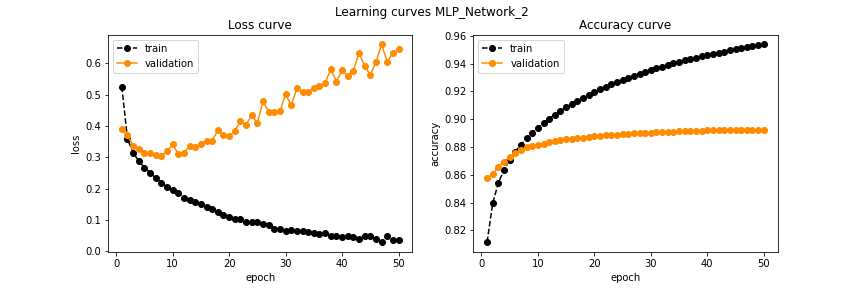 Learning curves MLP_Network_2
Loss curve
train
validation
loss
0.6
0.5
0.4
0.3
0.2
0.1
0.0
0 10 20 30 40 50
epoch
Accuracy curve
train
validation
accuracy
0.96
0.94
0.92
0.90
0.88
0.86
0.84
0.82
0 10 20 30 40 50
epoch